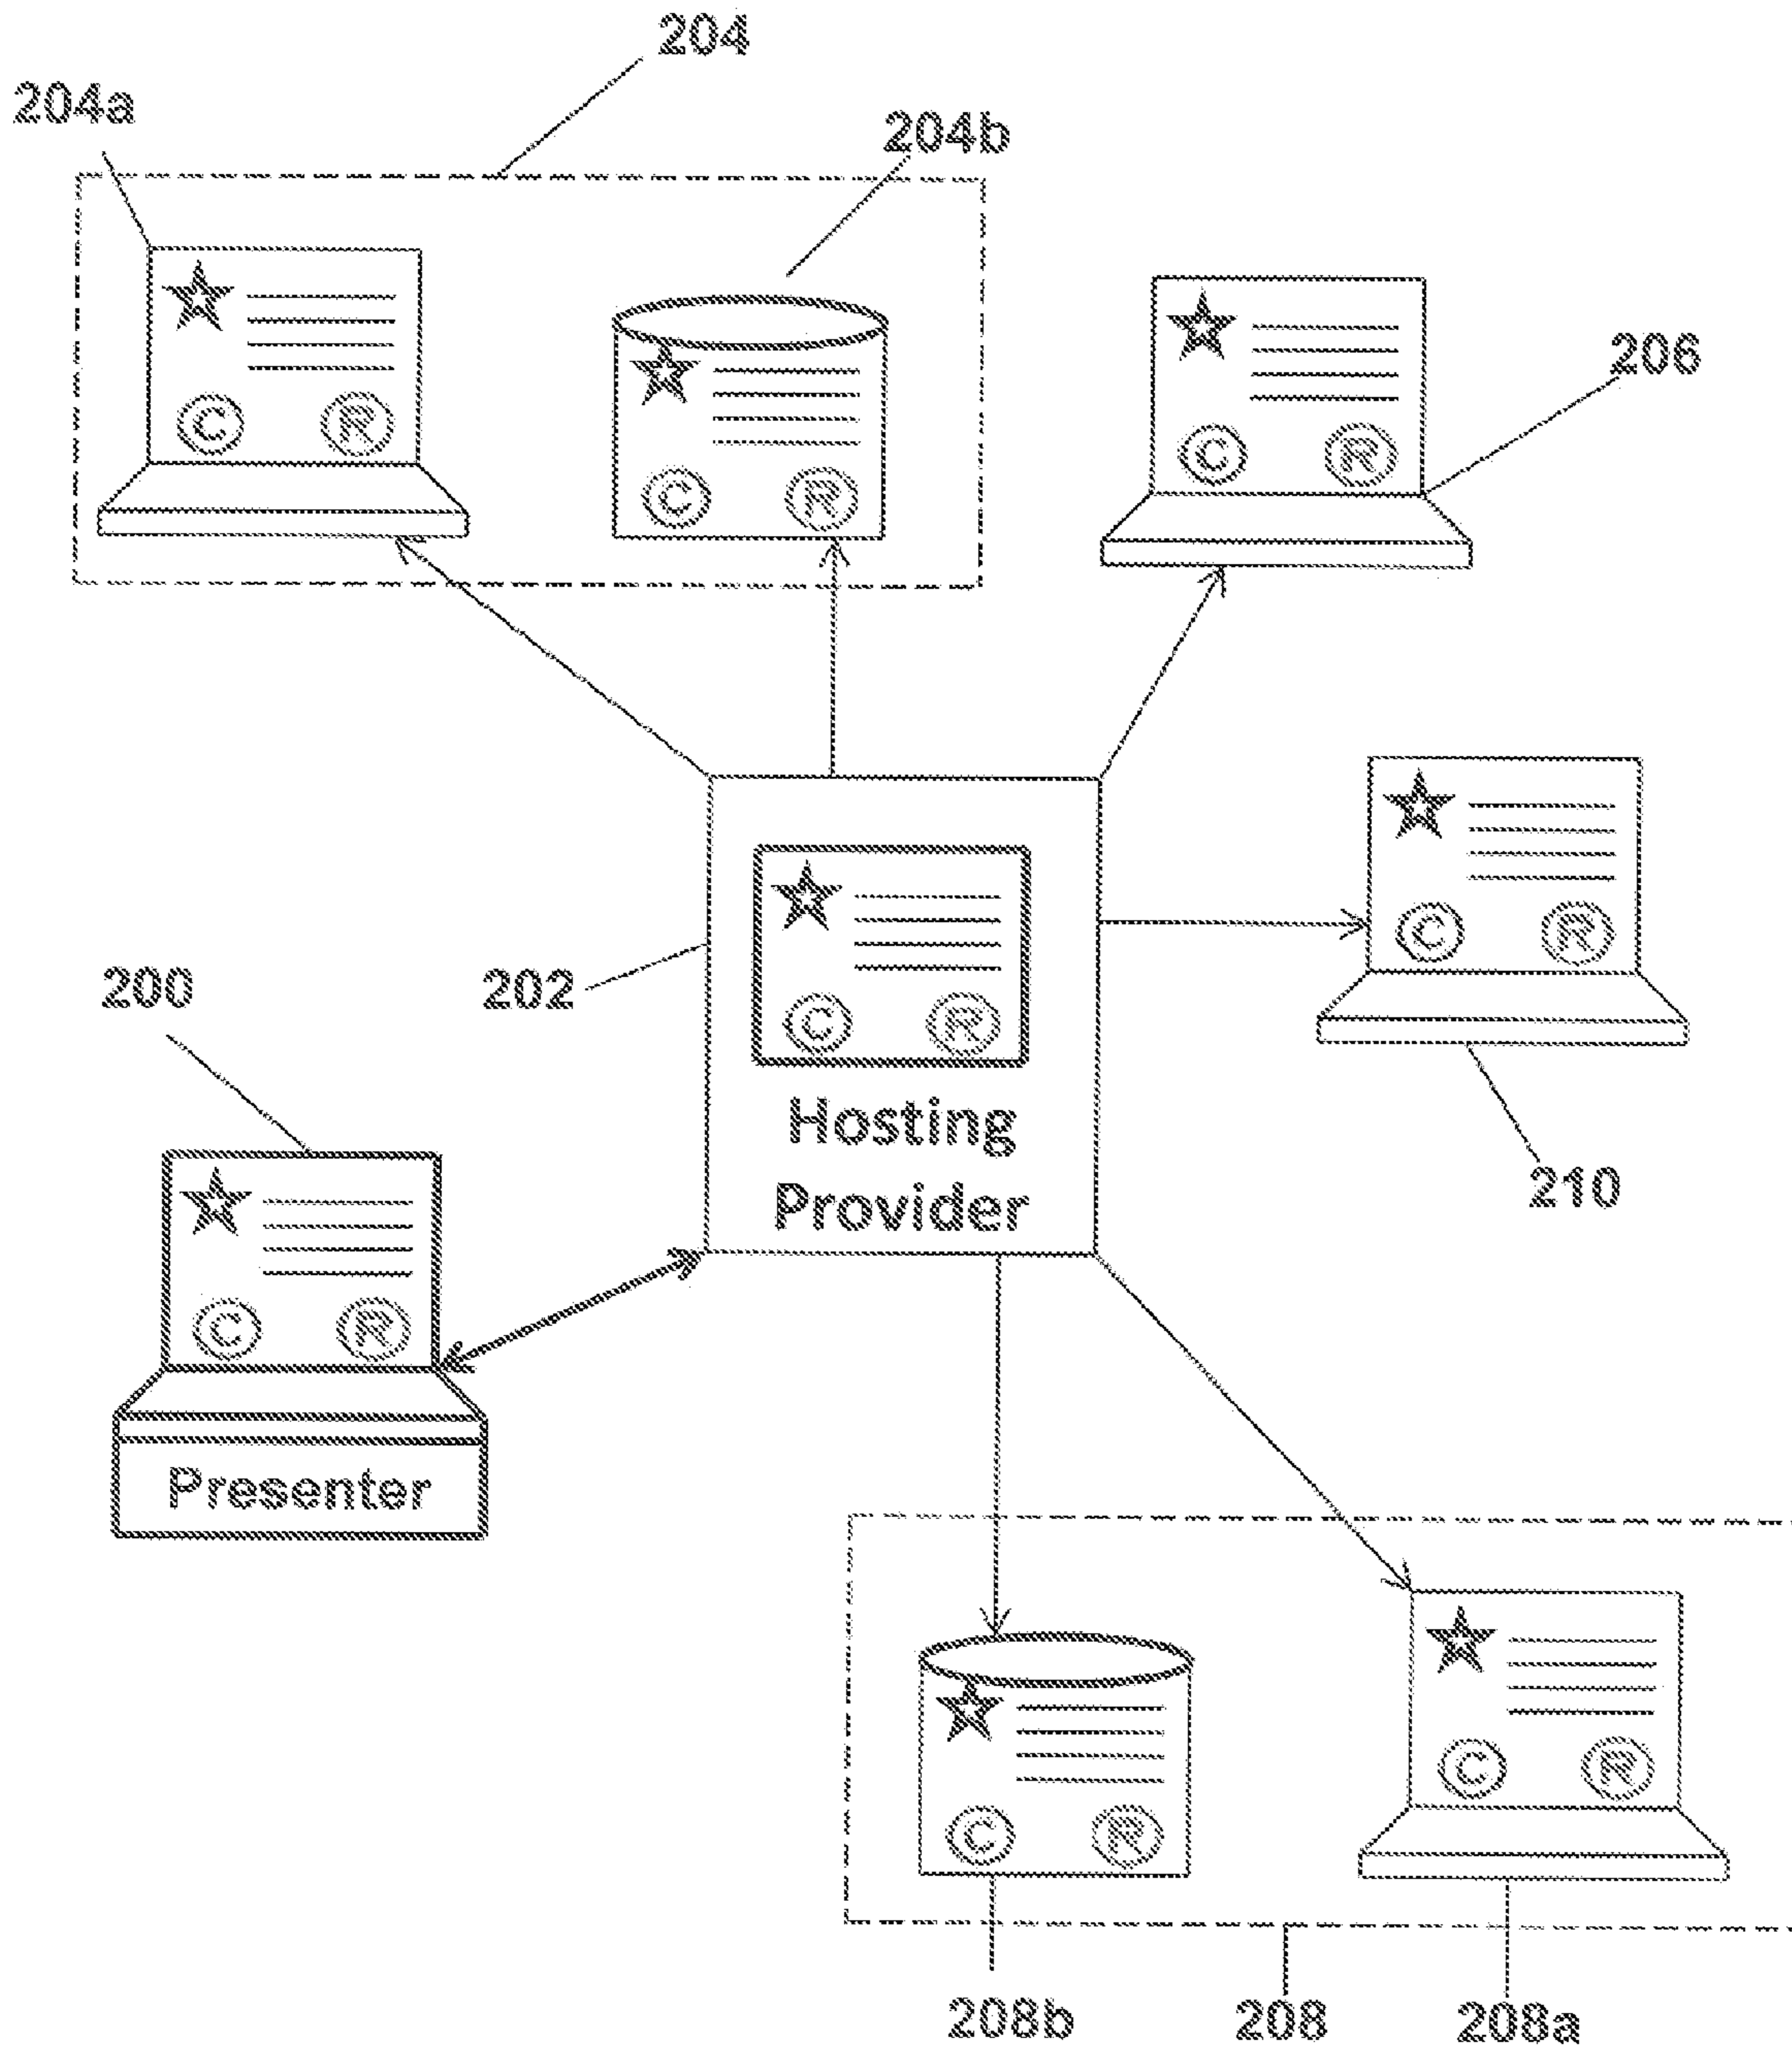 204
204a
204b
C R
C R
C R
206
C R
C R
200
202
Hosting
Provider
210
C R
Presenter
C R
C R
208b 208 208a